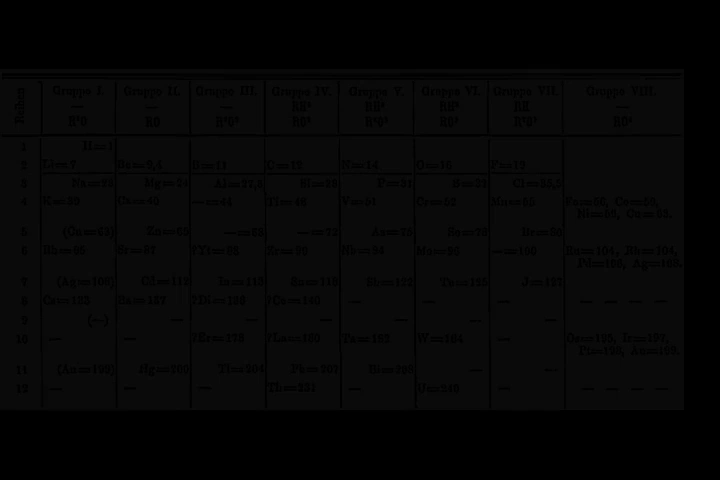 Reihen Gruppe I. — R²O Gruppe II. — RO Gruppe III. — R²O³ Gruppe IV. RH⁴ RO² Gruppe V. RH³ R²O⁵ Gruppe VI. RH² RO³ Gruppe VII. RH R²O⁷ Gruppe VIII. — RO⁴
1 H=1
2 Li=7 Be=9,4 B=11 C=12 N=14 O=16 F=19
3 Na=23 Mg=24 Al=27,3 Si=28 P=31 S=32 Cl=35,5
4 K=39 Ca=40 —=44 Ti=48 V=51 Cr=52 Mn=55 Fe=56, Co=59,
Ni=59, Cu=63.
5 (Cu=63) Zn=65 —=68 —=72 As=75 Se=78 Br=80
6 Rb=85 Sr=87 ?Yt=88 Zr=90 Nb=94 Mo=96 —=100 Ru=104, Rh=104,
Pd=106, Ag=108.
7 (Ag=108) Cd=112 In=113 Sn=118 Sb=122 Te=125 J=127
8 Cs=133 Ba=137 ?Di=138 ?Ce=140 — — — — — — —
9 (—) — — — — — —
10 — — ?Er=178 ?La=180 Ta=182 W=184 — Os=195, Ir=197,
Pt=198, Au=199.
11 (Au=199) Hg=200 Tl=204 Pb=207 Bi=208 — —
12 — — — Th=231 — U=240 — — — — —